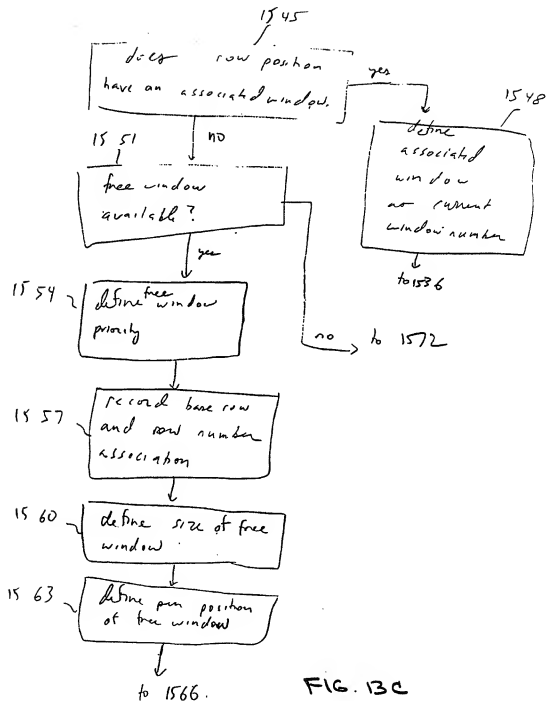 1545
does row position
have an associated window.
yes
1548
define
associated
window
as current
window number
to 1536
no
1551
free window
available?
yes
no
to 1572
1554
define free window
priority
1557
record base row
and row number
association
1560
define size of free
window
1563
define pen position
of free window
to 1566.
FIG. 13C